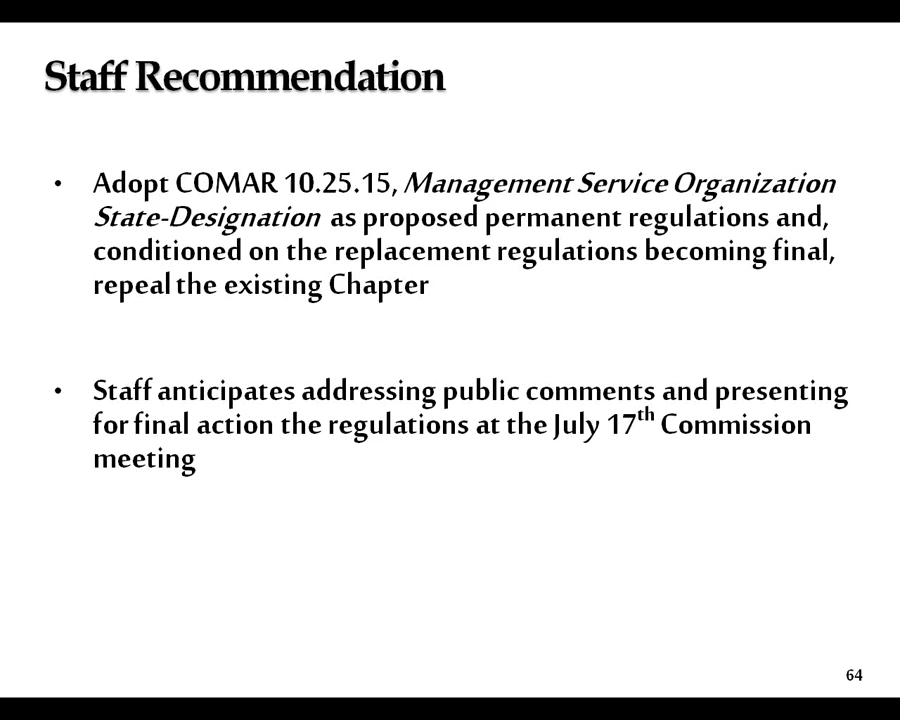 Staff Recommendation
• Adopt COMAR 10.25.15, Management Service Organization
State-Designation as proposed permanent regulations and,
conditioned on the replacement regulations becoming final,
repeal the existing Chapter
• Staff anticipates addressing public comments and presenting
for final action the regulations at the July 17th Commission
meeting
64